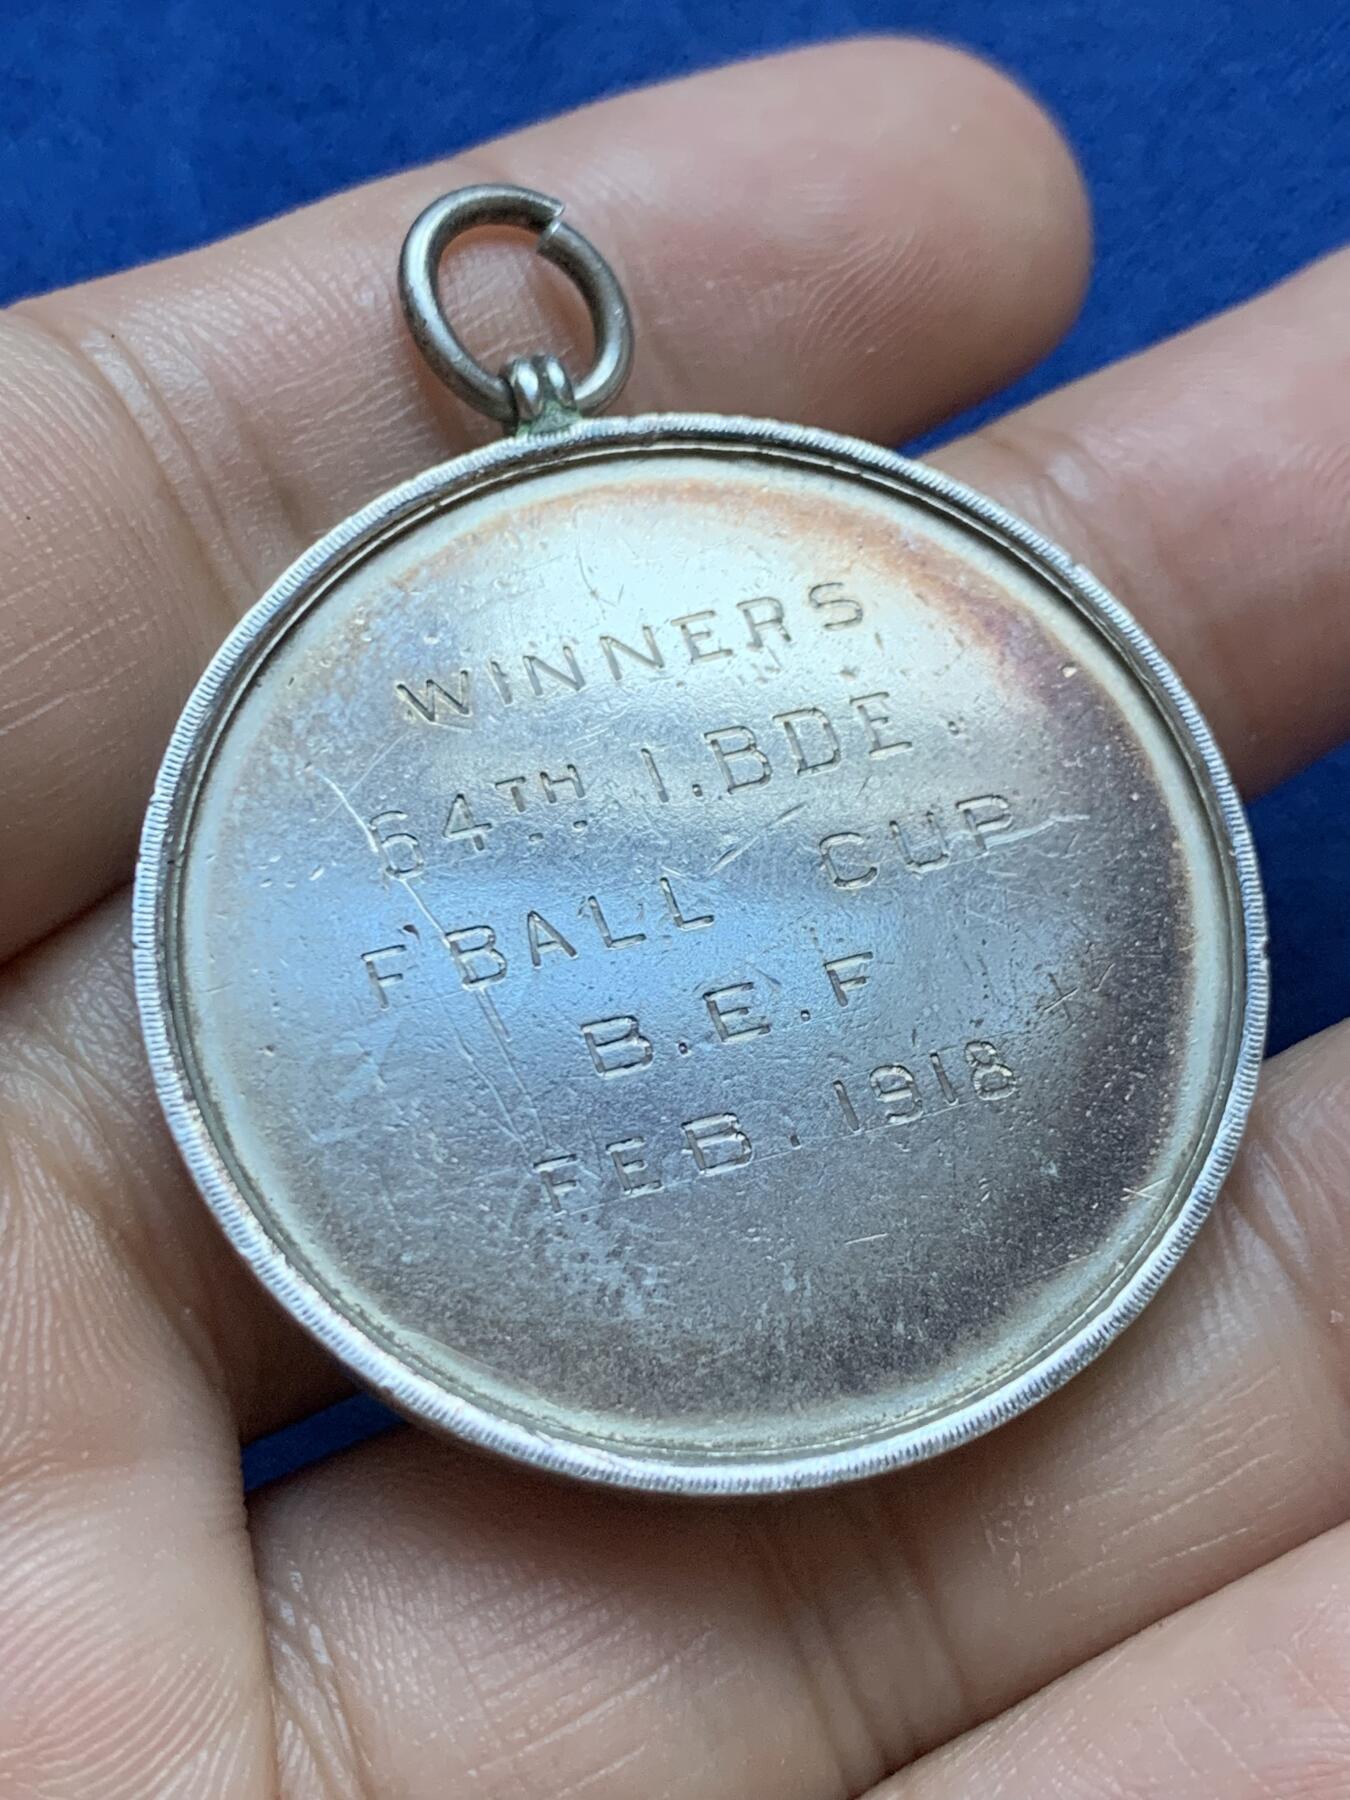 WINNERS
64TH I.BDE.
F'BALL CUP
B.E.F
FEB. 1918